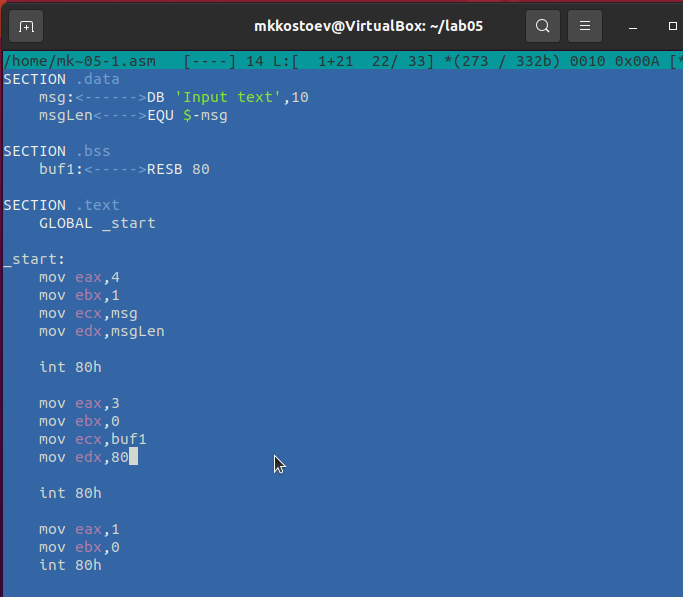 mkkostoev@VirtualBox: ~/lab05
/home/mk~05-1.asm   [----] 14 L:[  1+21  22/ 33] *(273 / 332b) 0010 0x00A [*
SECTION .data
    msg:<------>DB 'Input text',10
    msgLen<---->EQU $-msg
SECTION .bss
    buf1:<----->RESB 80
SECTION .text
    GLOBAL _start
_start:
    mov eax,4
    mov ebx,1
    mov ecx,msg
    mov edx,msgLen
    int 80h
    mov eax,3
    mov ebx,0
    mov ecx,buf1
    mov edx,80
    int 80h
    mov eax,1
    mov ebx,0
    int 80h